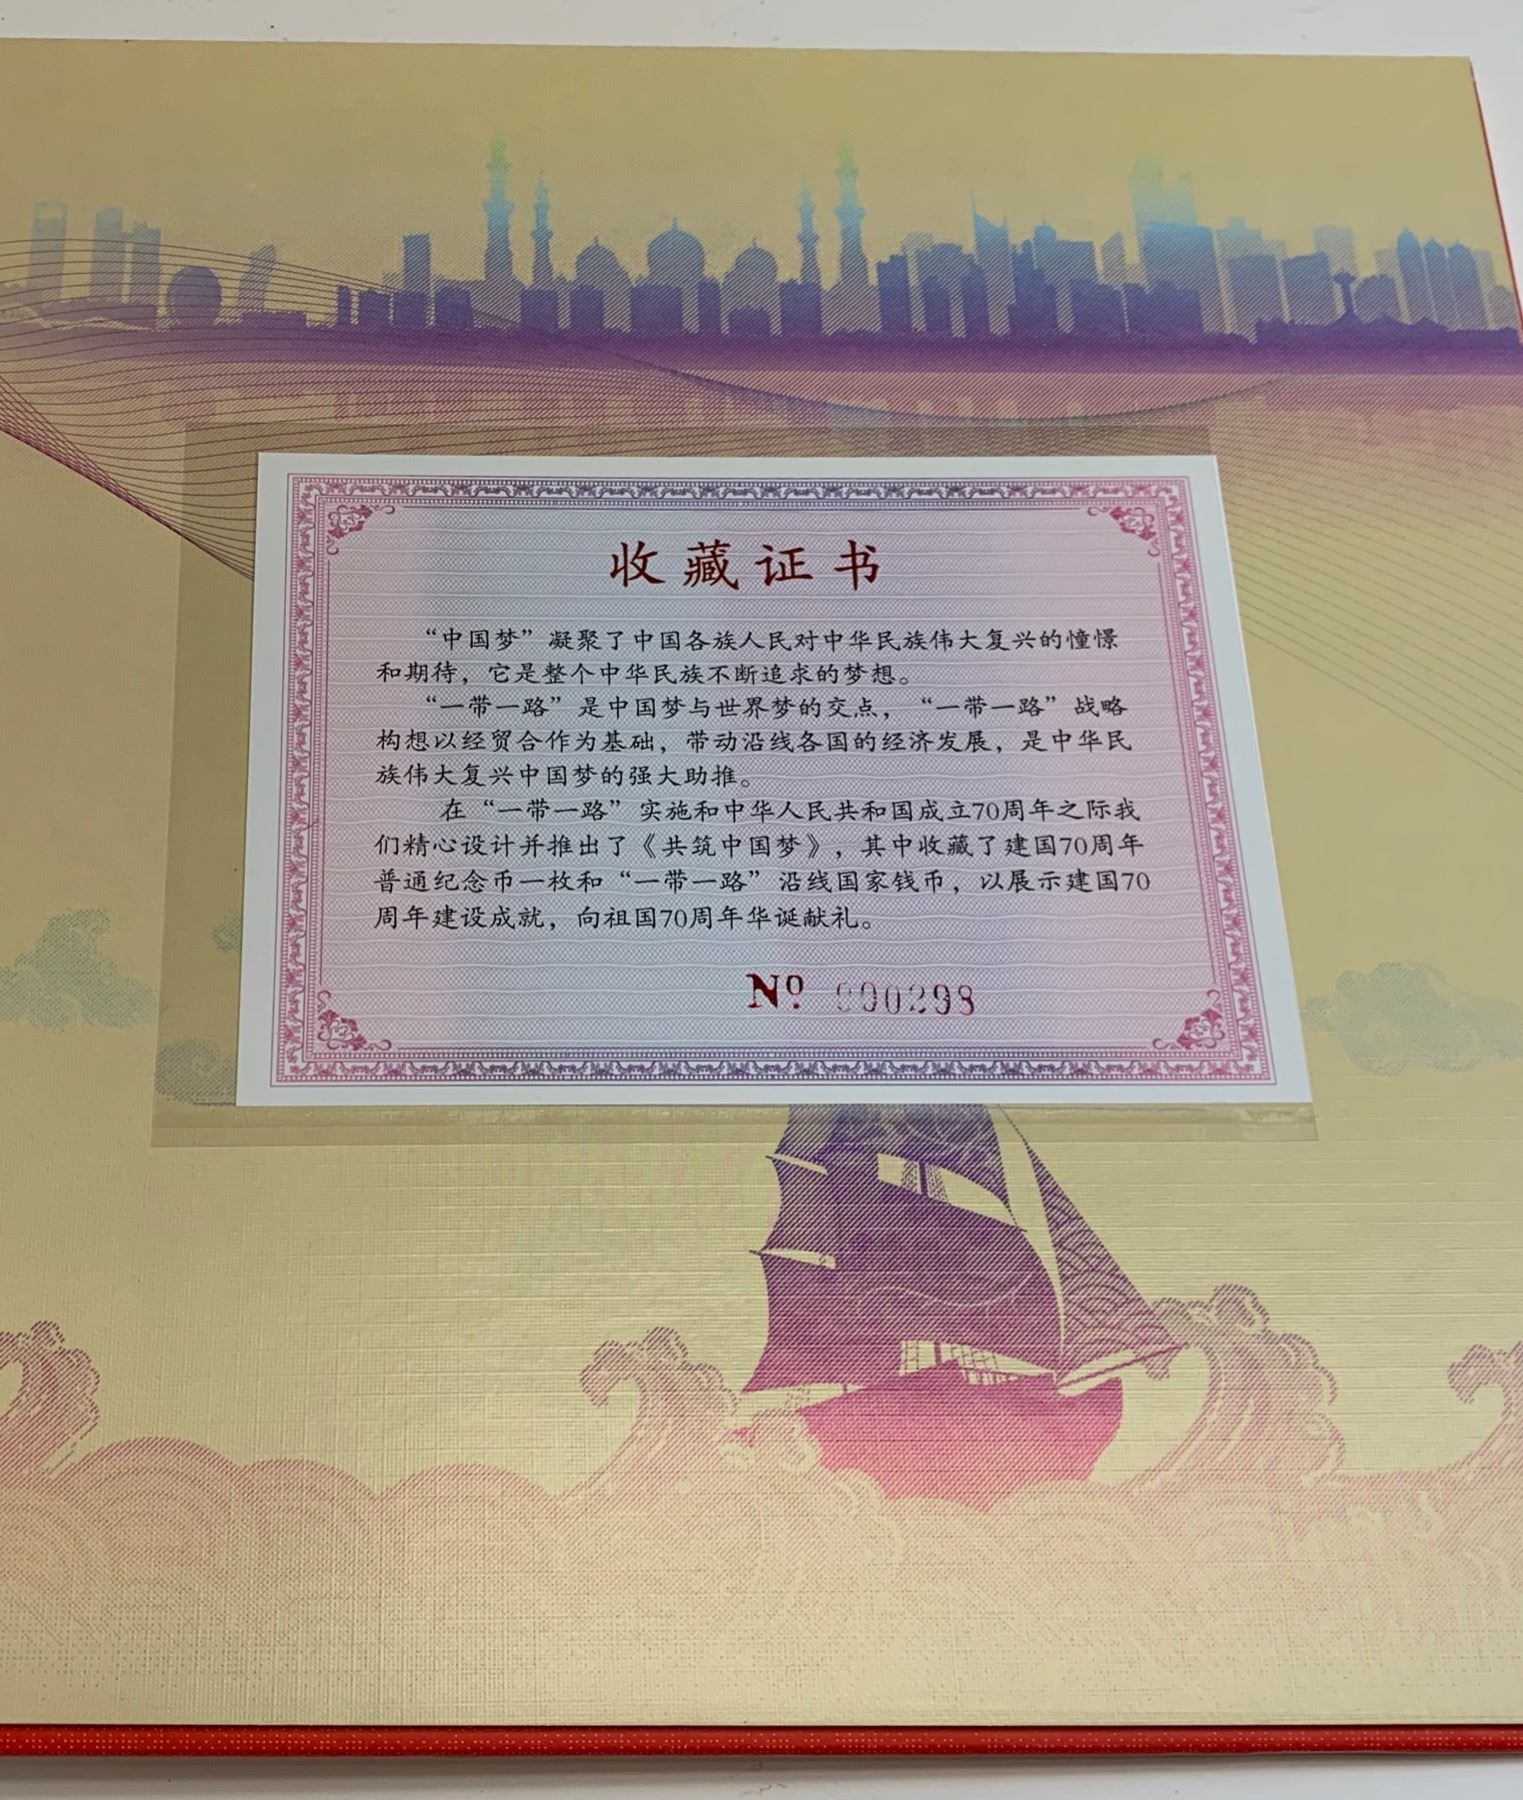 收藏证书
“中国梦”凝聚了中国各族人民对中华民族伟大复兴的憧憬
和期待，它是整个中华民族不断追求的梦想。
“一带一路”是中国梦与世界梦的交点，“一带一路”战略
构想以经贸合作为基础，带动沿线各国的经济发展，是中华民
族伟大复兴中国梦的强大助推。
在“一带一路”实施和中华人民共和国成立70周年之际我
们精心设计并推出了《共筑中国梦》，其中收藏了建国70周年
普通纪念币一枚和“一带一路”沿线国家钱币，以展示建国70
周年建设成就，向祖国70周年华诞献礼。
Nº 000298